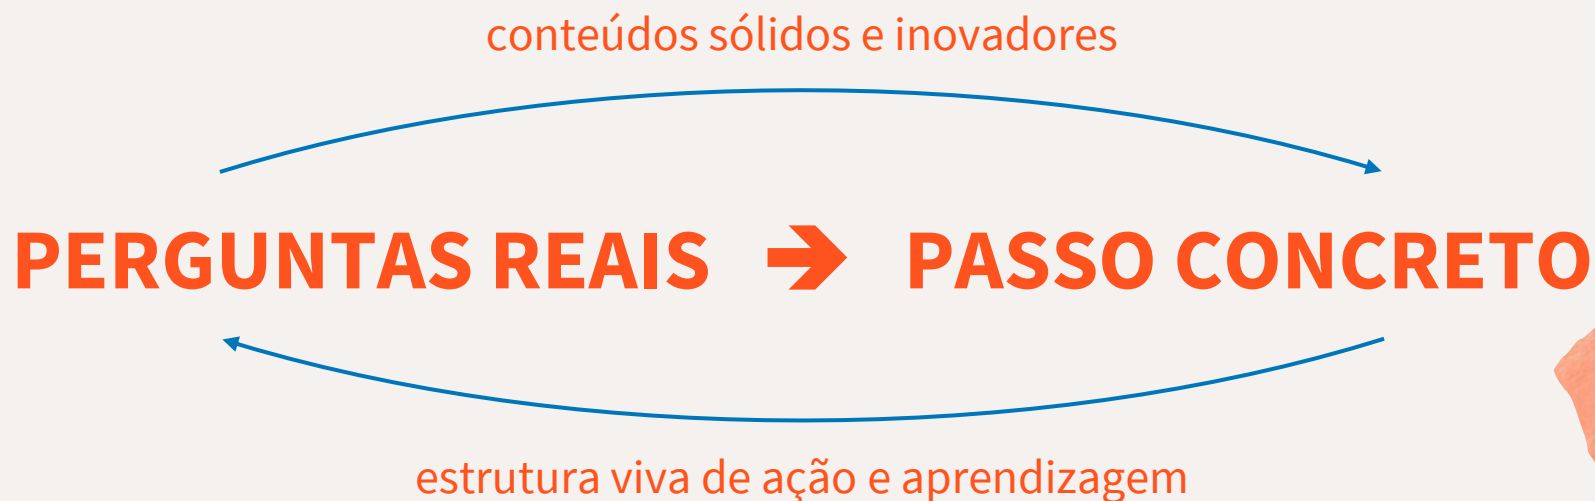 conteúdos sólidos e inovadores
PERGUNTAS REAIS ➔ PASSO CONCRETO
estrutura viva de ação e aprendizagem